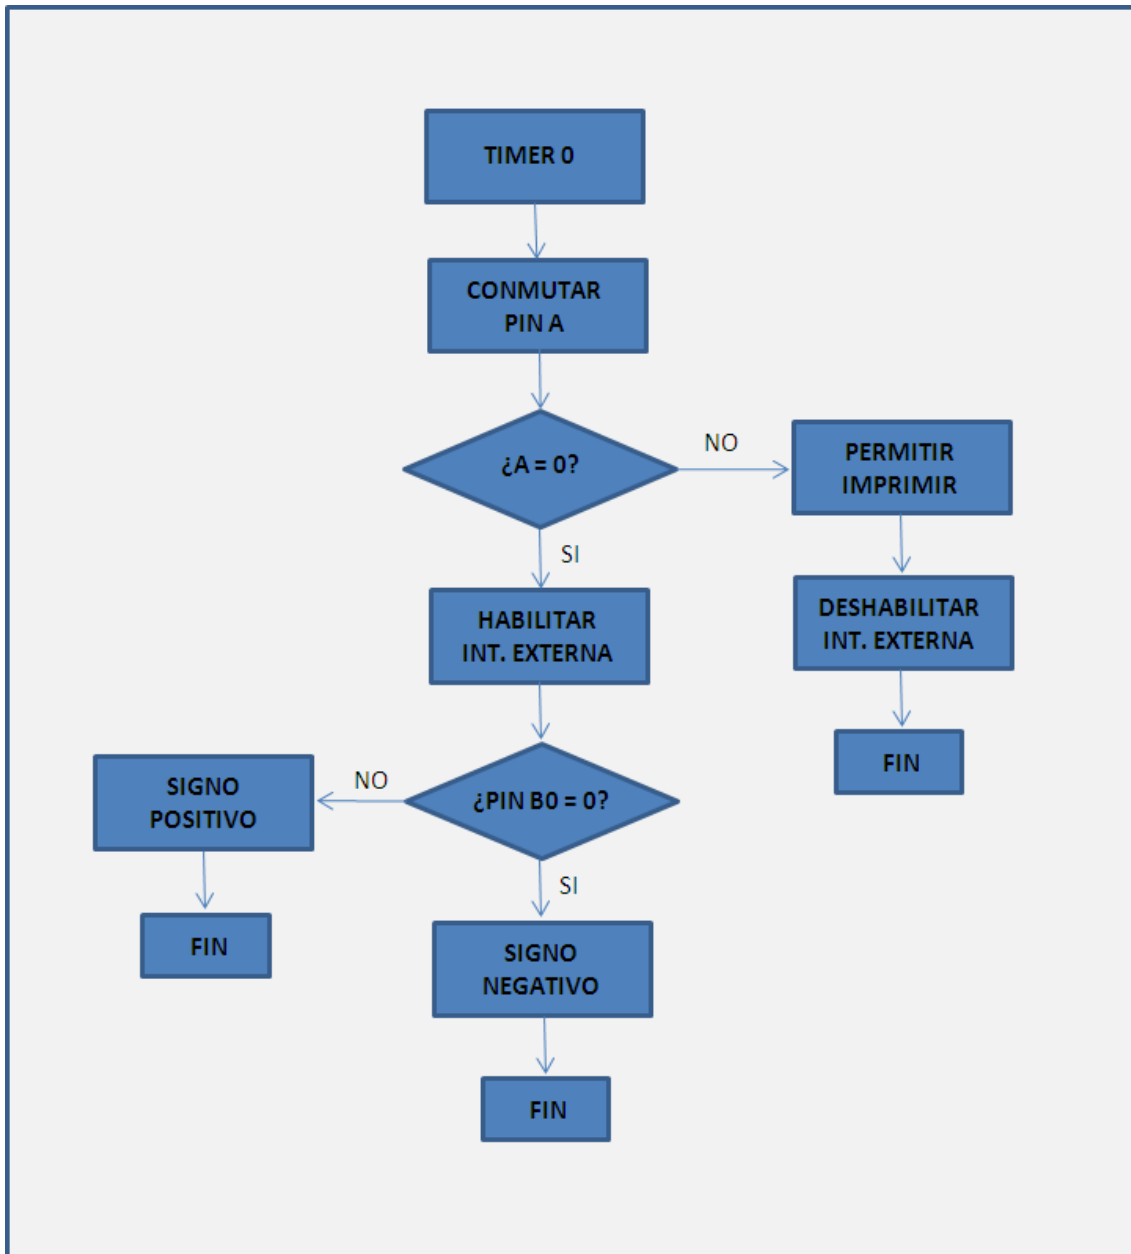 TIMER 0
CONMUTAR
PIN A
¿A = 0?
NO
PERMITIR
IMPRIMIR
SI
HABILITAR
INT. EXTERNA
DESHABILITAR
INT. EXTERNA
FIN
¿PIN B0 = 0?
NO
SIGNO
POSITIVO
FIN
SI
SIGNO
NEGATIVO
FIN